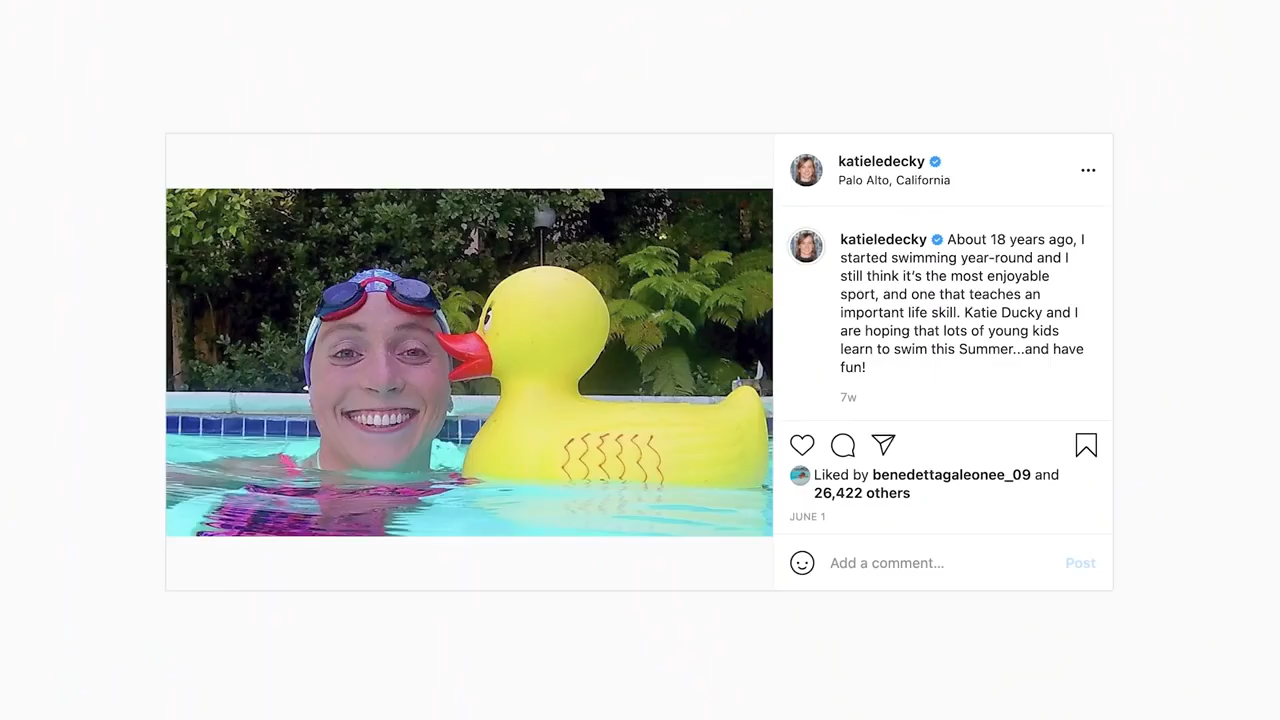 katieledecky
Palo Alto, California
katieledecky About 18 years ago, I
started swimming year-round and I
still think it's the most enjoyable
sport, and one that teaches an
important life skill. Katie Ducky and I
are hoping that lots of young kids
learn to swim this Summer...and have
fun!
7w
Liked by benedettagaleonee_09 and
26,422 others
JUNE 1
Add a comment... Post